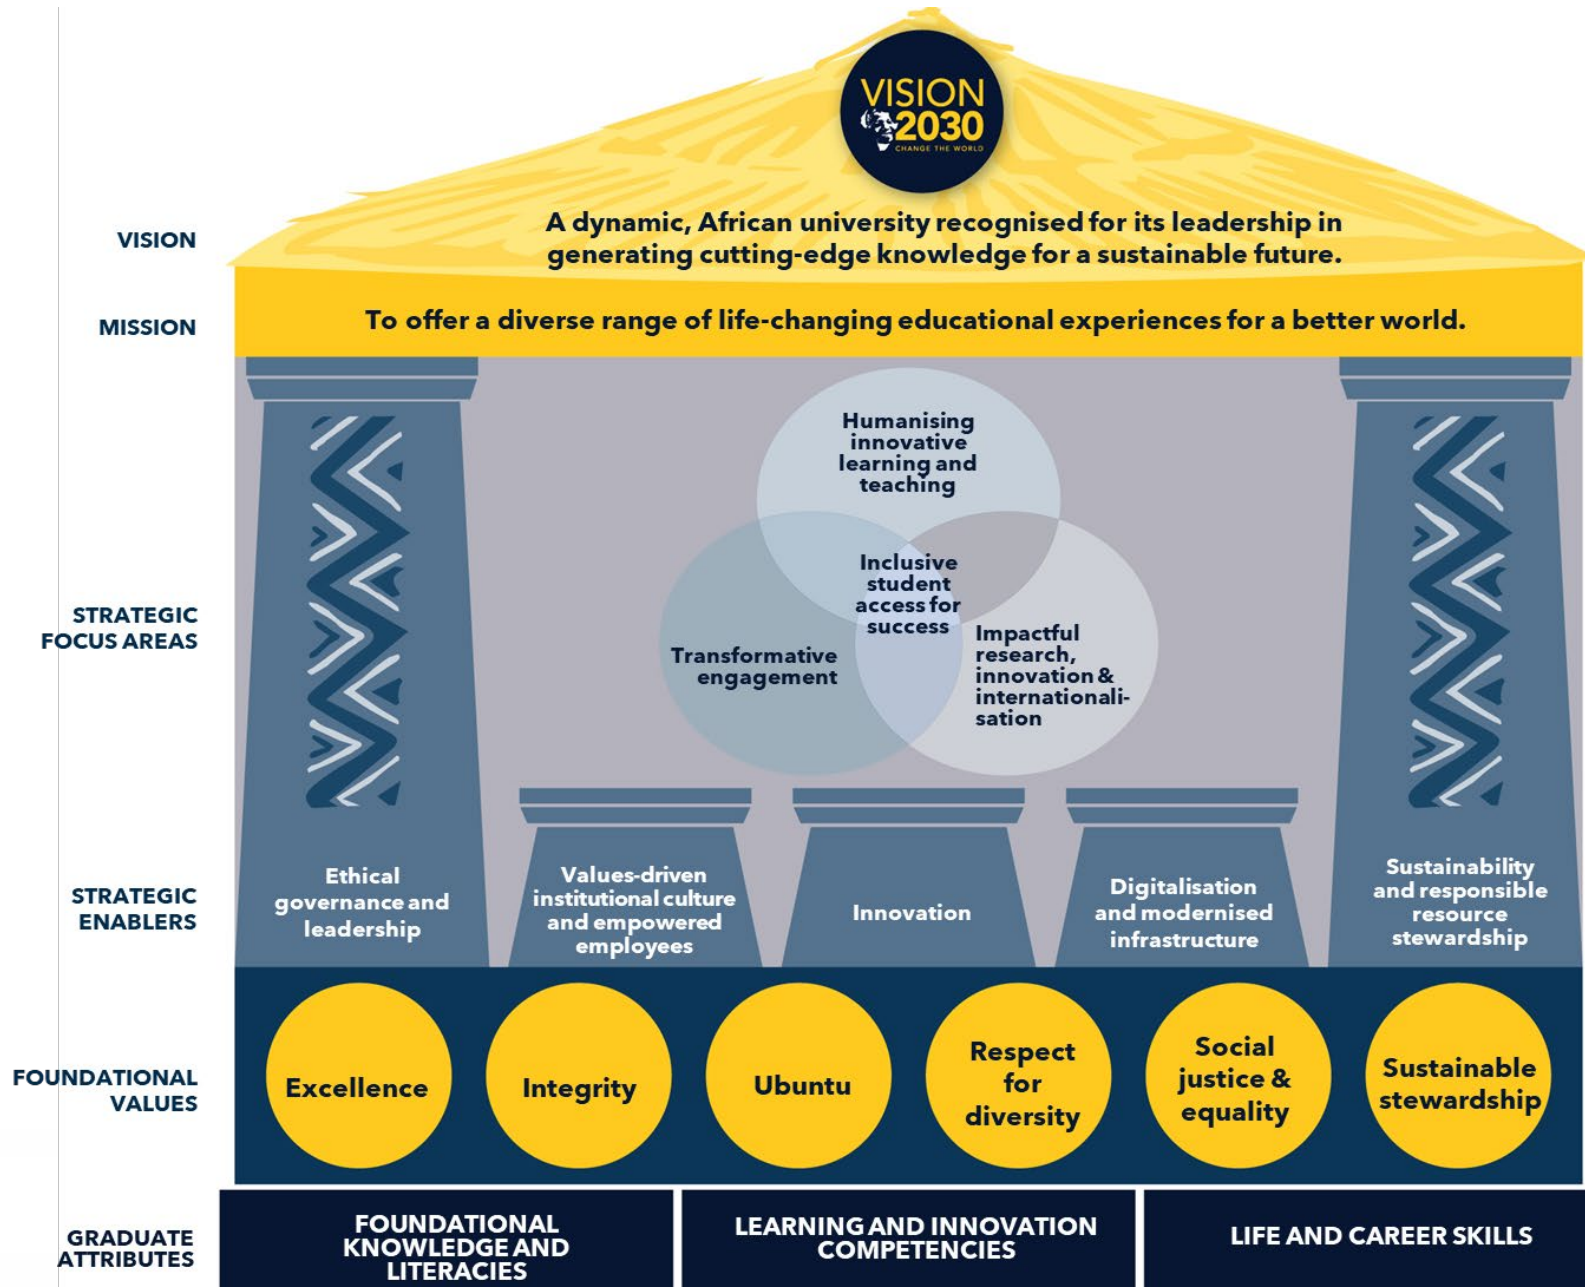 VISION
2030
CHANGE THE WORLD
VISION
A dynamic, African university recognised for its leadership in
generating cutting-edge knowledge for a sustainable future.
MISSION
To offer a diverse range of life-changing educational experiences for a better world.
STRATEGIC
FOCUS AREAS
Humanising
innovative
learning and
teaching
Inclusive
student
access for
success
Transformative
engagement
Impactful
research,
innovation &
internationali-
sation
STRATEGIC
ENABLERS
Ethical
governance and
leadership
Values-driven
institutional culture
and empowered
employees
Innovation
Digitalisation
and modernised
infrastructure
Sustainability
and responsible
resource
stewardship
FOUNDATIONAL
VALUES
Excellence
Integrity
Ubuntu
Respect
for
diversity
Social
justice &
equality
Sustainable
stewardship
GRADUATE
ATTRIBUTES
FOUNDATIONAL
KNOWLEDGE AND
LITERACIES
LEARNING AND INNOVATION
COMPETENCIES
LIFE AND CAREER SKILLS